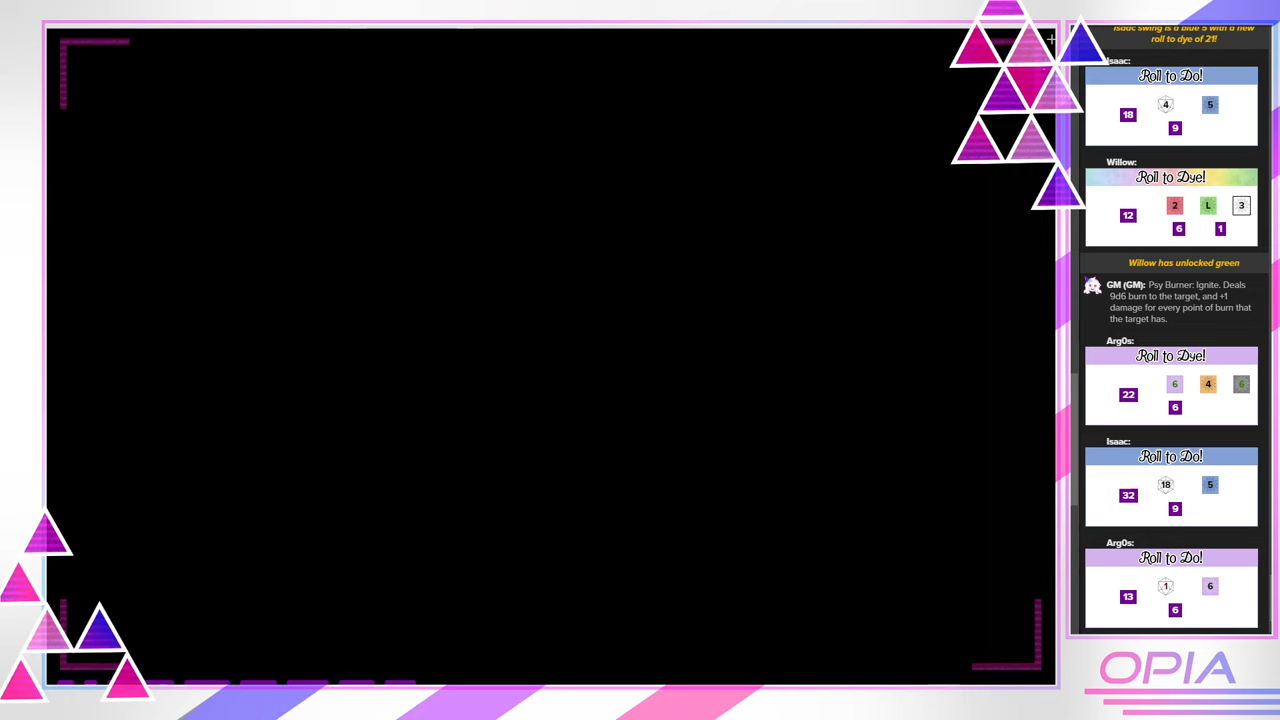 Isaac swing is a blue 5 with a new
roll to dye of 21!
Isaac:
Roll to Do!
18 4 5
9
Willow:
Roll to Dye!
12 2 L 3
6 1
Willow has unlocked green
GM (GM): Psy Burner: Ignite. Deals
9d6 burn to the target, and +1
damage for every point of burn that
the target has.
Arg0s:
Roll to Dye!
22 6 4 6
6
Isaac:
Roll to Do!
32 18 5
9
Arg0s:
Roll to Do!
13 1 6
6
OPIA